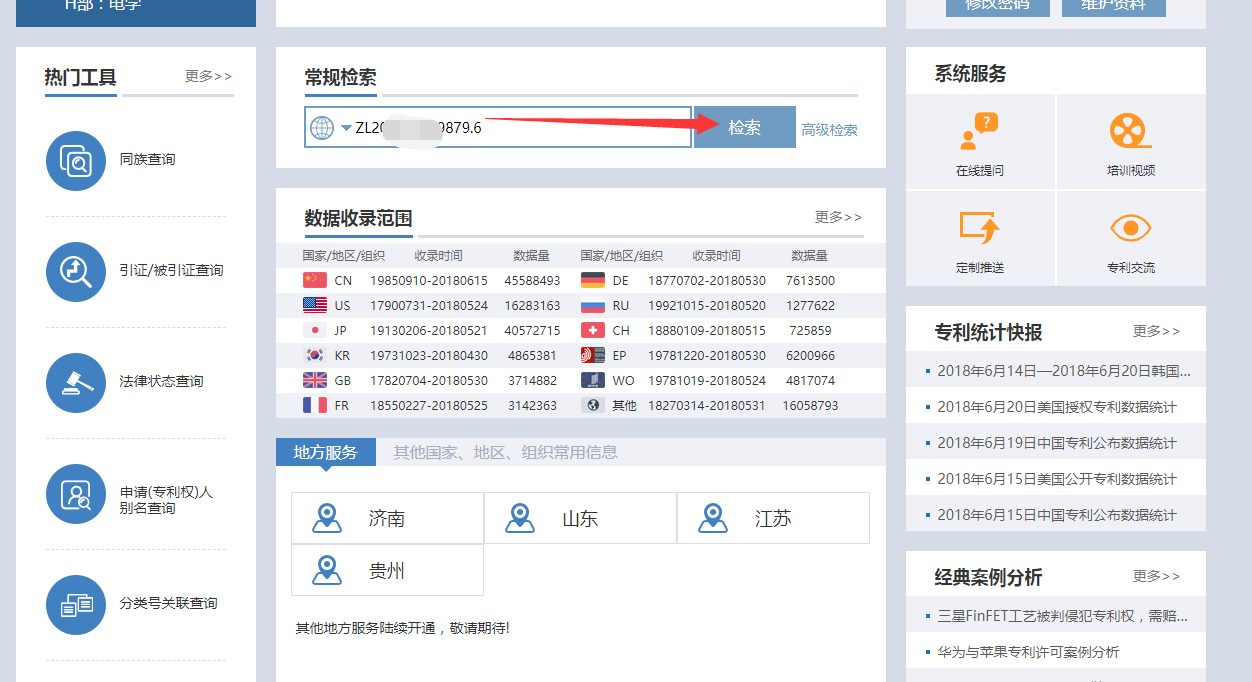 H部：电学
修改密码
维护资料
热门工具
更多>>
同族查询
引证/被引证查询
法律状态查询
申请(专利权)人
别名查询
分类号关联查询
常规检索
ZL20
9879.6
检索
高级检索
数据收录范围
更多>>
国家/地区/组织 收录时间 数据量 国家/地区/组织 收录时间 数据量
CN 19850910-20180615 45588493 DE 18770702-20180530 7613500
US 17900731-20180524 16283163 RU 19921015-20180520 1277622
JP 19130206-20180521 40572715 CH 18880109-20180515 725859
KR 19731023-20180430 4865381 EP 19781220-20180530 6200966
GB 17820704-20180530 3714882 WO 19781019-20180524 4817074
FR 18550227-20180525 3142363 其他 18270314-20180531 16058793
地方服务
其他国家、地区、组织常用信息
济南
山东
江苏
贵州
其他地方服务陆续开通，敬请期待!
系统服务
在线提问
培训视频
定制推送
专利交流
专利统计快报
更多>>
2018年6月14日—2018年6月20日韩国...
2018年6月20日美国授权专利数据统计
2018年6月19日中国专利公布数据统计
2018年6月15日美国公开专利数据统计
2018年6月15日中国专利公布数据统计
经典案例分析
更多>>
三星FinFET工艺被判侵犯专利权，需赔...
华为与苹果专利许可案例分析